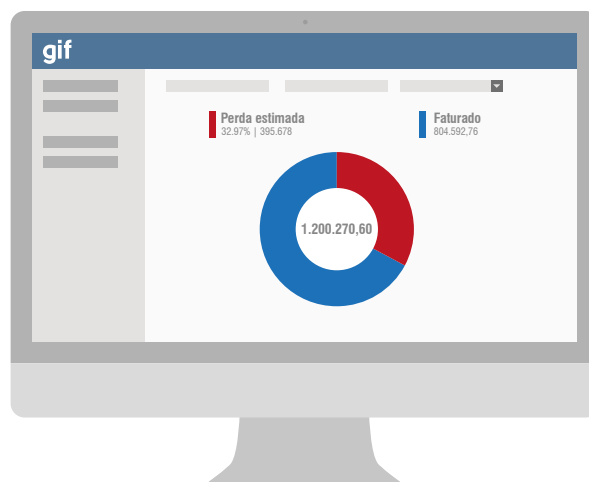 gif
Perda estimada
32.97% | 395.678
Faturado
804.592,76
1.200.270,60